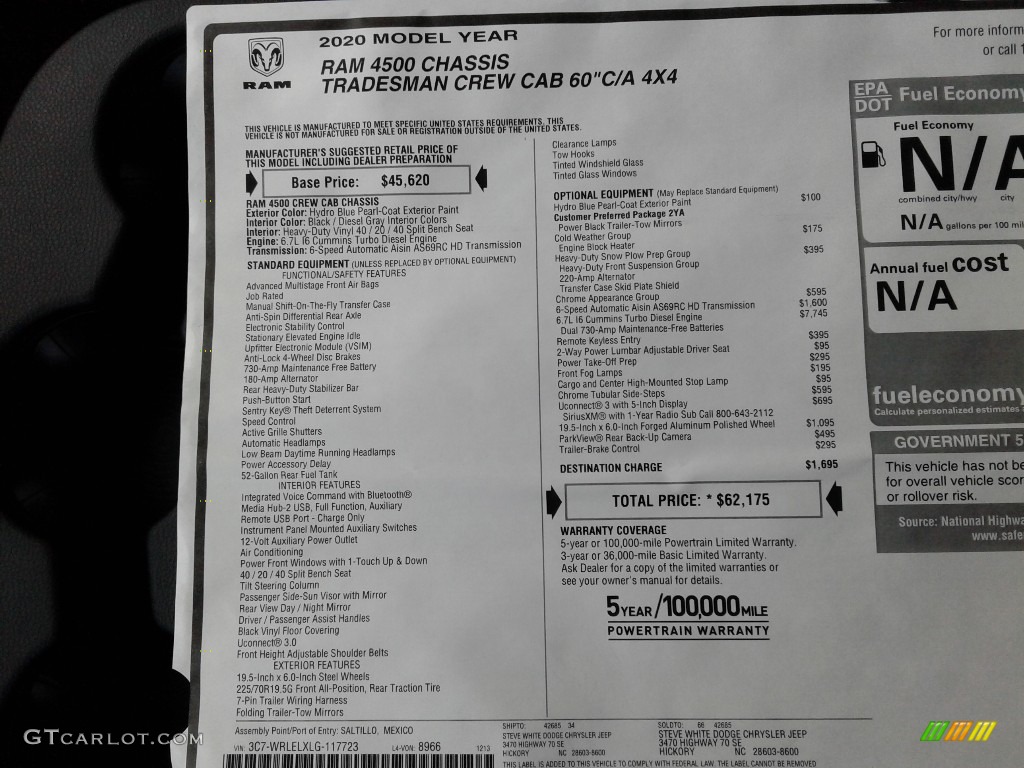 2020 MODEL YEAR
RAM 4500 CHASSIS
TRADESMAN CREW CAB 60"C/A 4X4
RAM
THIS VEHICLE IS MANUFACTURED TO MEET SPECIFIC UNITED STATES REQUIREMENTS. THIS
VEHICLE IS NOT MANUFACTURED FOR SALE OR REGISTRATION OUTSIDE OF THE UNITED STATES.
MANUFACTURER'S SUGGESTED RETAIL PRICE OF
THIS MODEL INCLUDING DEALER PREPARATION
Base Price: $45,620
RAM 4500 CREW CAB CHASSIS
Exterior Color: Hydro Blue Pearl-Coat Exterior Paint
Interior Color: Black / Diesel Gray Interior Colors
Interior: Heavy-Duty Vinyl 40 / 20 / 40 Split Bench Seat
Engine: 6.7L I6 Cummins Turbo Diesel Engine
Transmission: 6-Speed Automatic Aisin AS69RC HD Transmission
STANDARD EQUIPMENT (UNLESS REPLACED BY OPTIONAL EQUIPMENT)
FUNCTIONAL/SAFETY FEATURES
Advanced Multistage Front Air Bags
Job Rated
Manual Shift-On-The-Fly Transfer Case
Anti-Spin Differential Rear Axle
Electronic Stability Control
Stationary Elevated Engine Idle
Upfitter Electronic Module (VSIM)
Anti-Lock 4-Wheel Disc Brakes
730-Amp Maintenance Free Battery
180-Amp Alternator
Rear Heavy-Duty Stabilizer Bar
Push-Button Start
Sentry Key® Theft Deterrent System
Speed Control
Active Grille Shutters
Automatic Headlamps
Low Beam Daytime Running Headlamps
Power Accessory Delay
52-Gallon Rear Fuel Tank
INTERIOR FEATURES
Integrated Voice Command with Bluetooth®
Media Hub-2 USB, Full Function, Auxiliary
Remote USB Port - Charge Only
Instrument Panel Mounted Auxiliary Switches
12-Volt Auxiliary Power Outlet
Air Conditioning
Power Front Windows with 1-Touch Up & Down
40 / 20 / 40 Split Bench Seat
Tilt Steering Column
Passenger Side-Sun Visor with Mirror
Rear View Day / Night Mirror
Driver / Passenger Assist Handles
Black Vinyl Floor Covering
Uconnect® 3.0
Front Height Adjustable Shoulder Belts
EXTERIOR FEATURES
19.5-Inch x 6.0-Inch Steel Wheels
225/70R19.5G Front All-Position, Rear Traction Tire
7-Pin Trailer Wiring Harness
Folding Trailer-Tow Mirrors
Clearance Lamps
Tow Hooks
Tinted Windshield Glass
Tinted Glass Windows
OPTIONAL EQUIPMENT (May Replace Standard Equipment)
Hydro Blue Pearl-Coat Exterior Paint $100
Customer Preferred Package 2YA
Power Black Trailer-Tow Mirrors
Cold Weather Group $175
Engine Block Heater
Heavy-Duty Snow Plow Prep Group $395
Heavy-Duty Front Suspension Group
220-Amp Alternator
Transfer Case Skid Plate Shield
Chrome Appearance Group $595
6-Speed Automatic Aisin AS69RC HD Transmission $1,600
6.7L I6 Cummins Turbo Diesel Engine $7,745
Dual 730-Amp Maintenance-Free Batteries
Remote Keyless Entry $395
2-Way Power Lumbar Adjustable Driver Seat $95
Power Take-Off Prep $295
Front Fog Lamps $195
Cargo and Center High-Mounted Stop Lamp $95
Chrome Tubular Side-Steps $595
Uconnect® 3 with 5-Inch Display $695
SiriusXM® with 1-Year Radio Sub Call 800-643-2112
19.5-Inch x 6.0-Inch Forged Aluminum Polished Wheel $1,095
ParkView® Rear Back-Up Camera $495
Trailer-Brake Control $295
DESTINATION CHARGE $1,695
TOTAL PRICE: * $62,175
WARRANTY COVERAGE
5-year or 100,000-mile Powertrain Limited Warranty.
3-year or 36,000-mile Basic Limited Warranty.
Ask Dealer for a copy of the limited warranties or
see your owner's manual for details.
5 YEAR/100,000 MILE
POWERTRAIN WARRANTY
For more inform
or call 1
EPA
DOT
Fuel Economy
Fuel Economy
N/A
combined city/hwy city
N/A gallons per 100 mil
Annual fuel cost
N/A
fueleconomy
Calculate personalized estimates a
GOVERNMENT 5
This vehicle has not be
for overall vehicle scor
or rollover risk.
Source: National Highwa
www.safe
Assembly Point/Port of Entry: SALTILLO, MEXICO
VIN 3C7-WRLELXLG-117723 L4-VON: 8966 1213
SHIPTO: 42685 34
STEVE WHITE DODGE CHRYSLER JEEP
3470 HIGHWAY 70 SE
HICKORY NC 28603-8600
SOLDTO: 66 42685
STEVE WHITE DODGE CHRYSLER JEEP
3470 HIGHWAY 70 SE
HICKORY NC 28603-8600
THIS LABEL IS ADDED TO THIS VEHICLE TO COMPLY WITH FEDERAL LAW. THE LABEL CANNOT BE REMOVED
GTCARLOT.COM